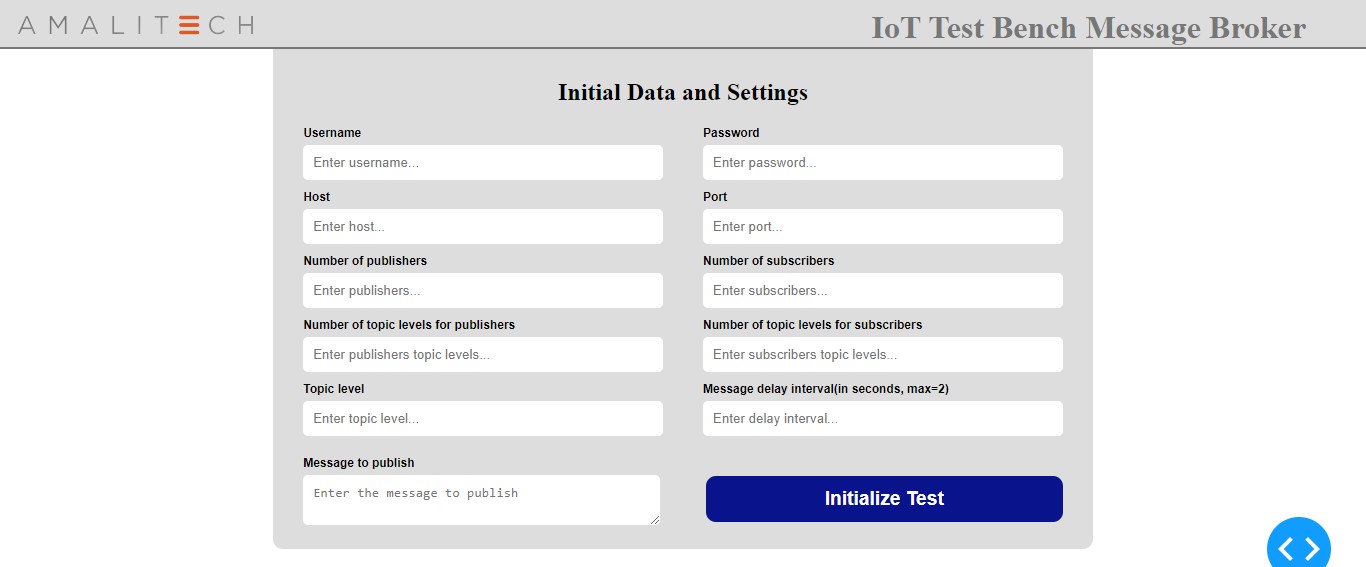 AMALITECH
IoT Test Bench Message Broker
Initial Data and Settings
Username
Password
Enter username...
Enter password...
Host
Port
Enter host...
Enter port...
Number of publishers
Number of subscribers
Enter publishers...
Enter subscribers...
Number of topic levels for publishers
Number of topic levels for subscribers
Enter publishers topic levels...
Enter subscribers topic levels...
Topic level
Message delay interval(in seconds, max=2)
Enter topic level...
Enter delay interval...
Message to publish
Enter the message to publish
Initialize Test